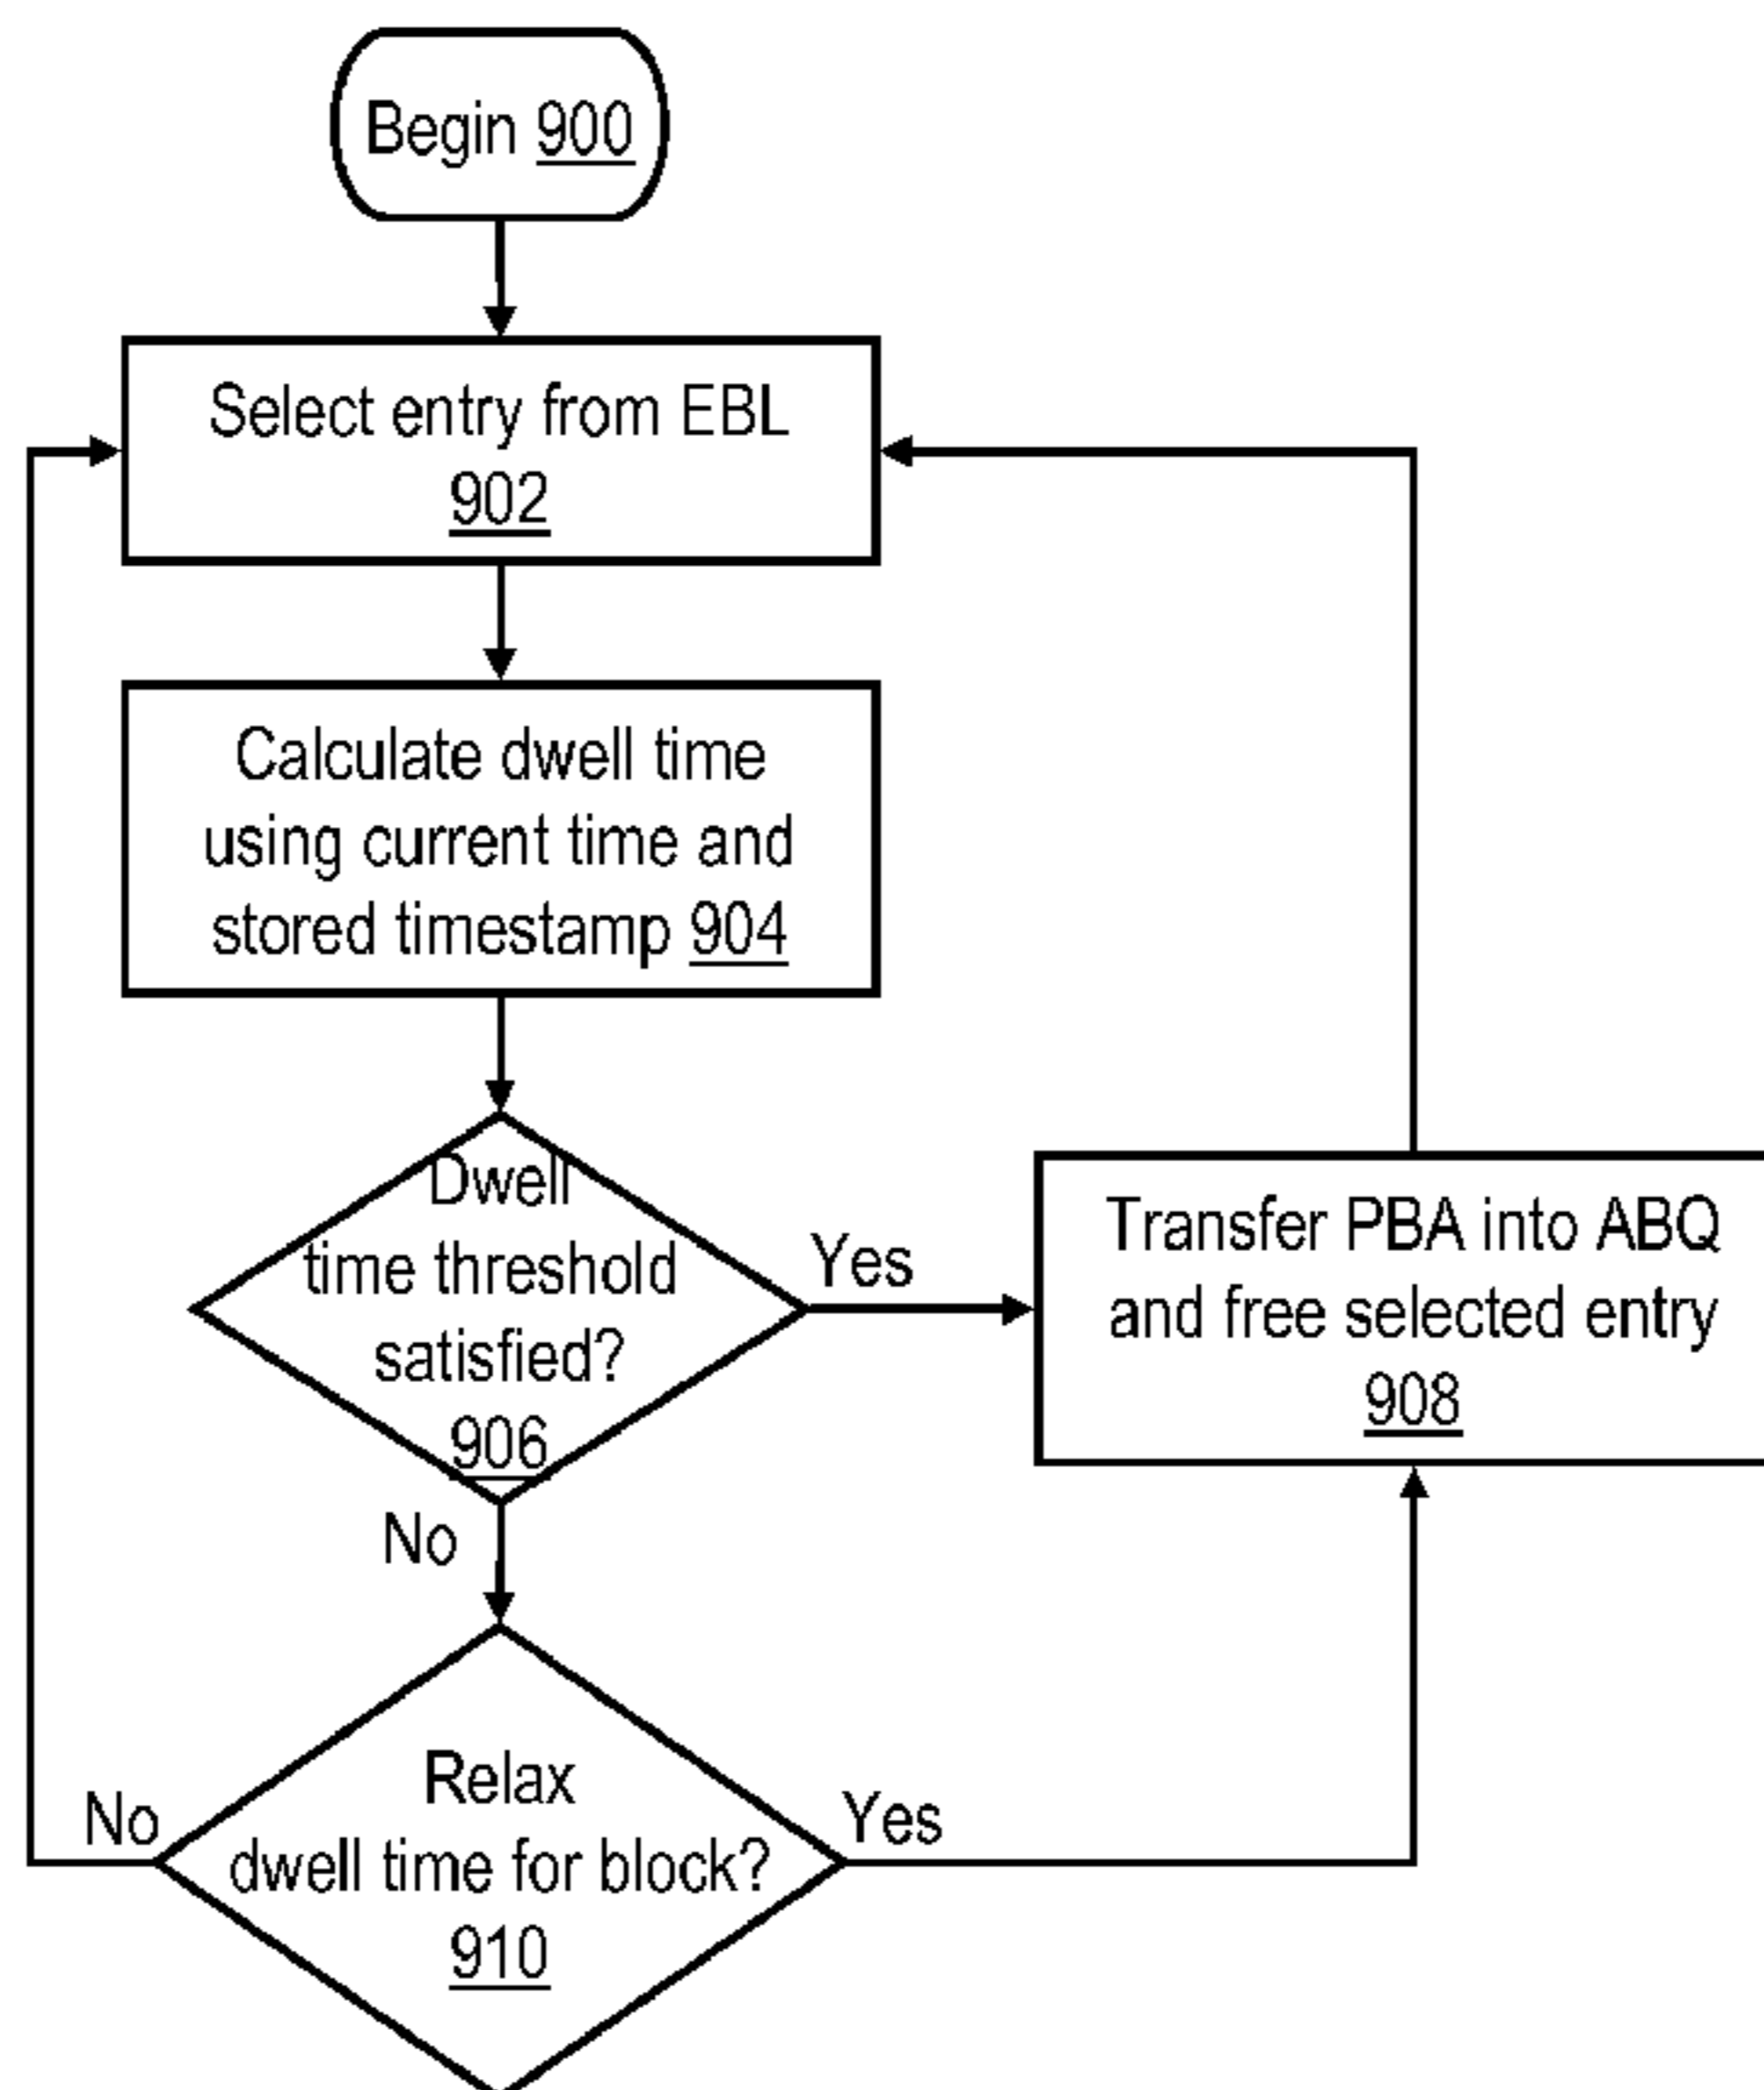 Begin 900
Select entry from EBL
902
Calculate dwell time
using current time and
stored timestamp 904
Dwell
time threshold
satisfied?
906
Yes
Transfer PBA into ABQ
and free selected entry
908
No
Relax
dwell time for block?
910
No
Yes